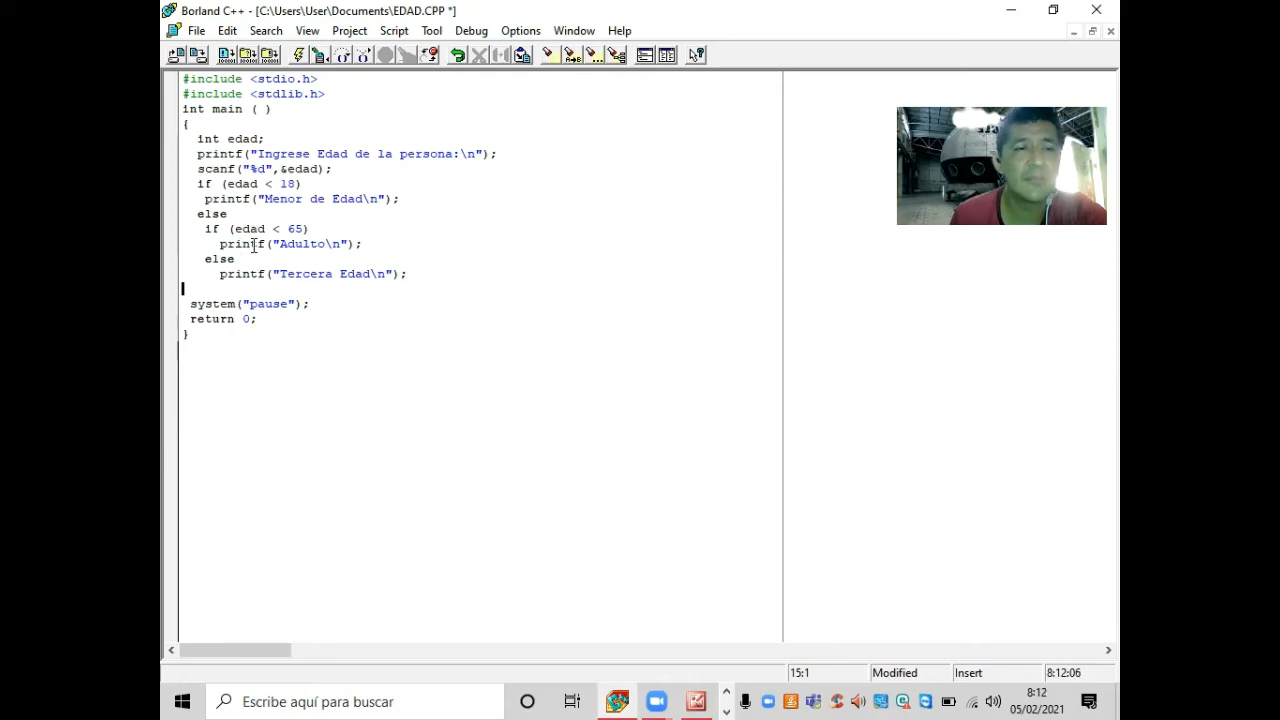 Borland C++ - [C:\Users\User\Documents\EDAD.CPP *]
File Edit Search View Project Script Tool Debug Options Window Help
#include <stdio.h>
#include <stdlib.h>
int main ( )
{
int edad;
printf("Ingrese Edad de la persona:\n");
scanf("%d",&edad);
if (edad < 18)
printf("Menor de Edad\n");
else
if (edad < 65)
printf("Adulto\n");
else
printf("Tercera Edad\n");
system("pause");
return 0;
}
15:1 Modified Insert 8:12:06
Escribe aquí para buscar
8:12
05/02/2021